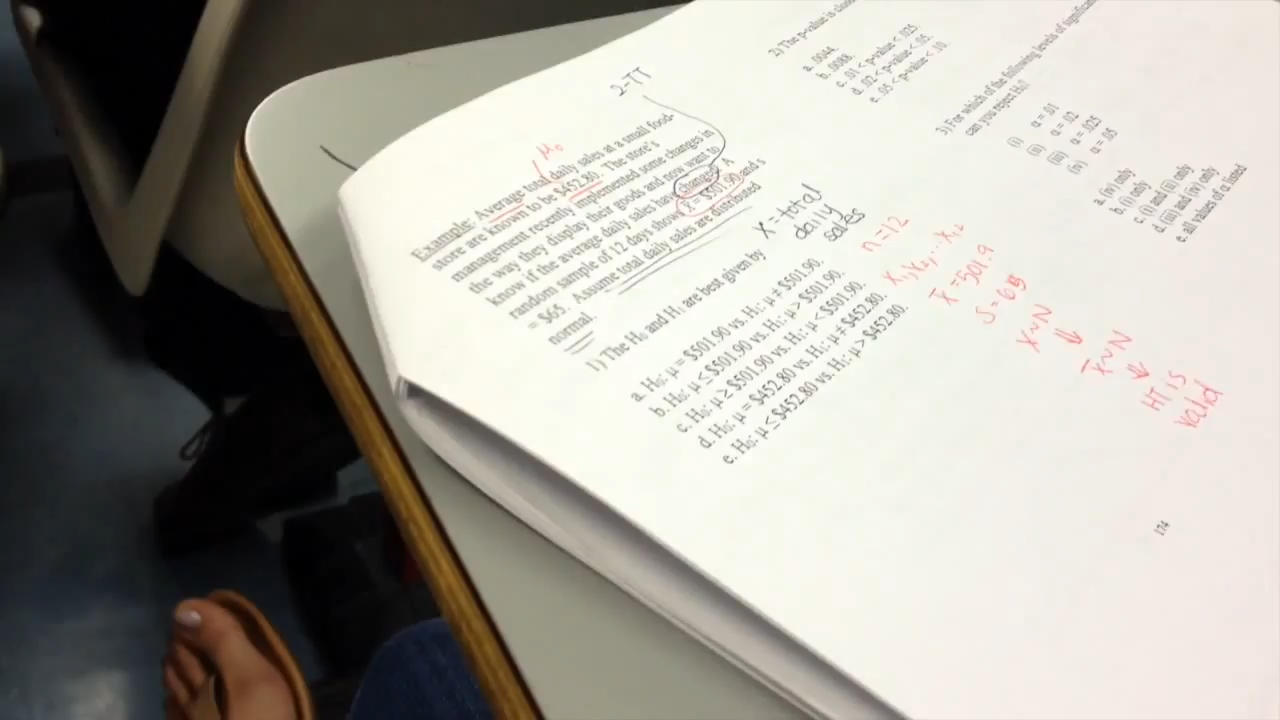 2-TT
μ₀
Example: Average total daily sales at a small food-
store are known to be $452.80. The store's
management recently implemented some changes in
the way they display their goods and now want to
know if the average daily sales have changed. A
random sample of 12 days shows x̄ = $501.90 and s
= $65. Assume total daily sales are distributed
normal.
X = total
daily
sales
1) The H₀ and H₁ are best given by
a. H₀: μ = $501.90 vs. H₁: μ ≠ $501.90.
b. H₀: μ ≤ $501.90 vs. H₁: μ > $501.90.
c. H₀: μ ≥ $501.90 vs. H₁: μ < $501.90.
d. H₀: μ = $452.80 vs. H₁: μ ≠ $452.80.
e. H₀: μ ≤ $452.80 vs. H₁: μ > $452.80.
n = 12
X₁, X₂, ... X₁₂
X̄ = 501.9
S = 65
X ~ N
⇓
X̄ ~ N
⇓
HT is
valid
2) The p-value is
a. .0044.
b. .0088.
c. .01 < p-value < .025.
d. .02 < p-value < .05.
e. .05 < p-value < .10.
3) For which of the following levels of
can you reject H₀?
(i) α = .01
(ii) α = .02
(iii) α = .025
(iv) α = .05
a. (iv) only
b. (i) only
c. (i) and (ii) only
d. (iii) and (iv) only
e. all values of α listed
174